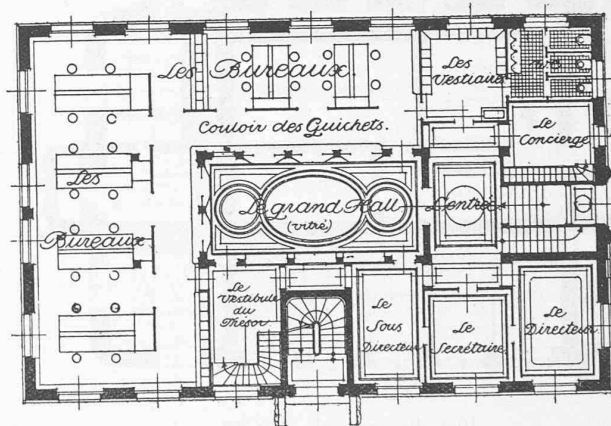 Les Bureaux.
Les
Vestiaires
Couloir des Guichets.
Le
Concierge
Les
Bureaux.
Le grand Hall
(vitré)
L'entrée
Le
Vestibule
du
Trésor
Le
Sous
Directeur
Le
Secrétaire.
Le
Directeur